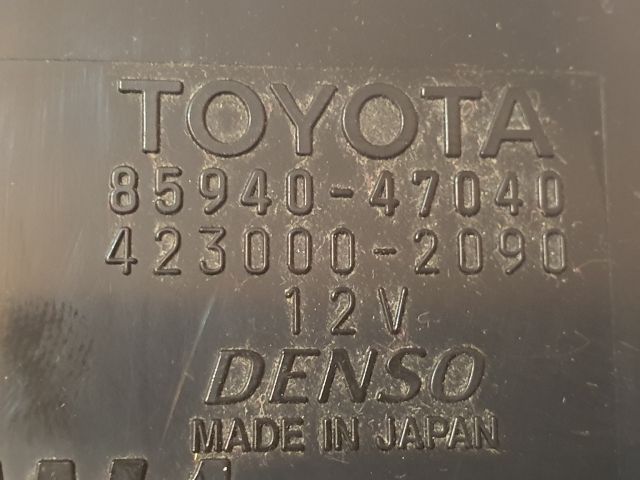 TOYOTA
85940-47040
423000-2090
12V
DENSO
MADE IN JAPAN